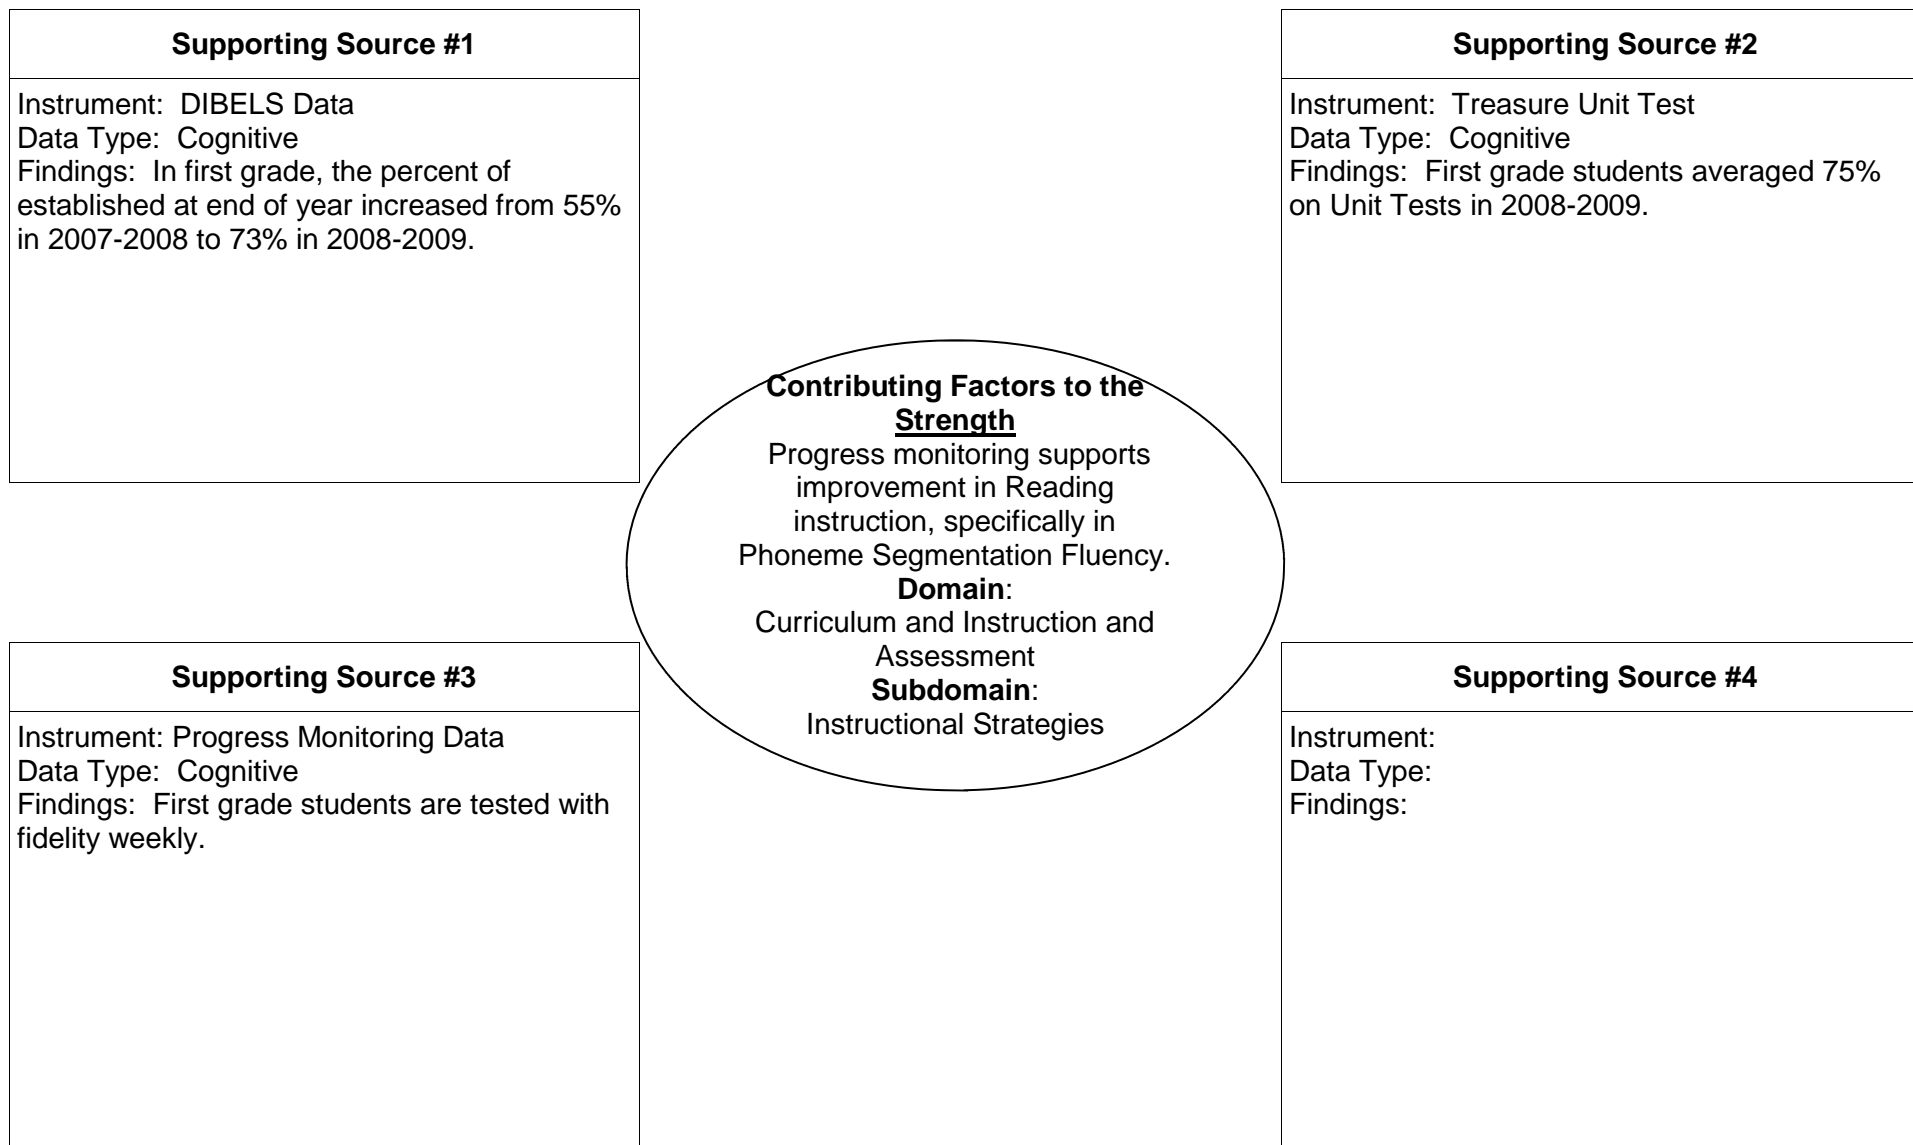 Supporting Source #1
Instrument:  DIBELS Data
Data Type:  Cognitive
Findings:  In first grade, the percent of
established at end of year increased from 55%
in 2007-2008 to 73% in 2008-2009.
Supporting Source #2
Instrument:  Treasure Unit Test
Data Type:  Cognitive
Findings:  First grade students averaged 75%
on Unit Tests in 2008-2009.
Contributing Factors to the
Strength
Progress monitoring supports
improvement in Reading
instruction, specifically in
Phoneme Segmentation Fluency.
Domain:
Curriculum and Instruction and
Assessment
Subdomain:
Instructional Strategies
Supporting Source #3
Instrument: Progress Monitoring Data
Data Type:  Cognitive
Findings:  First grade students are tested with
fidelity weekly.
Supporting Source #4
Instrument:
Data Type:
Findings: